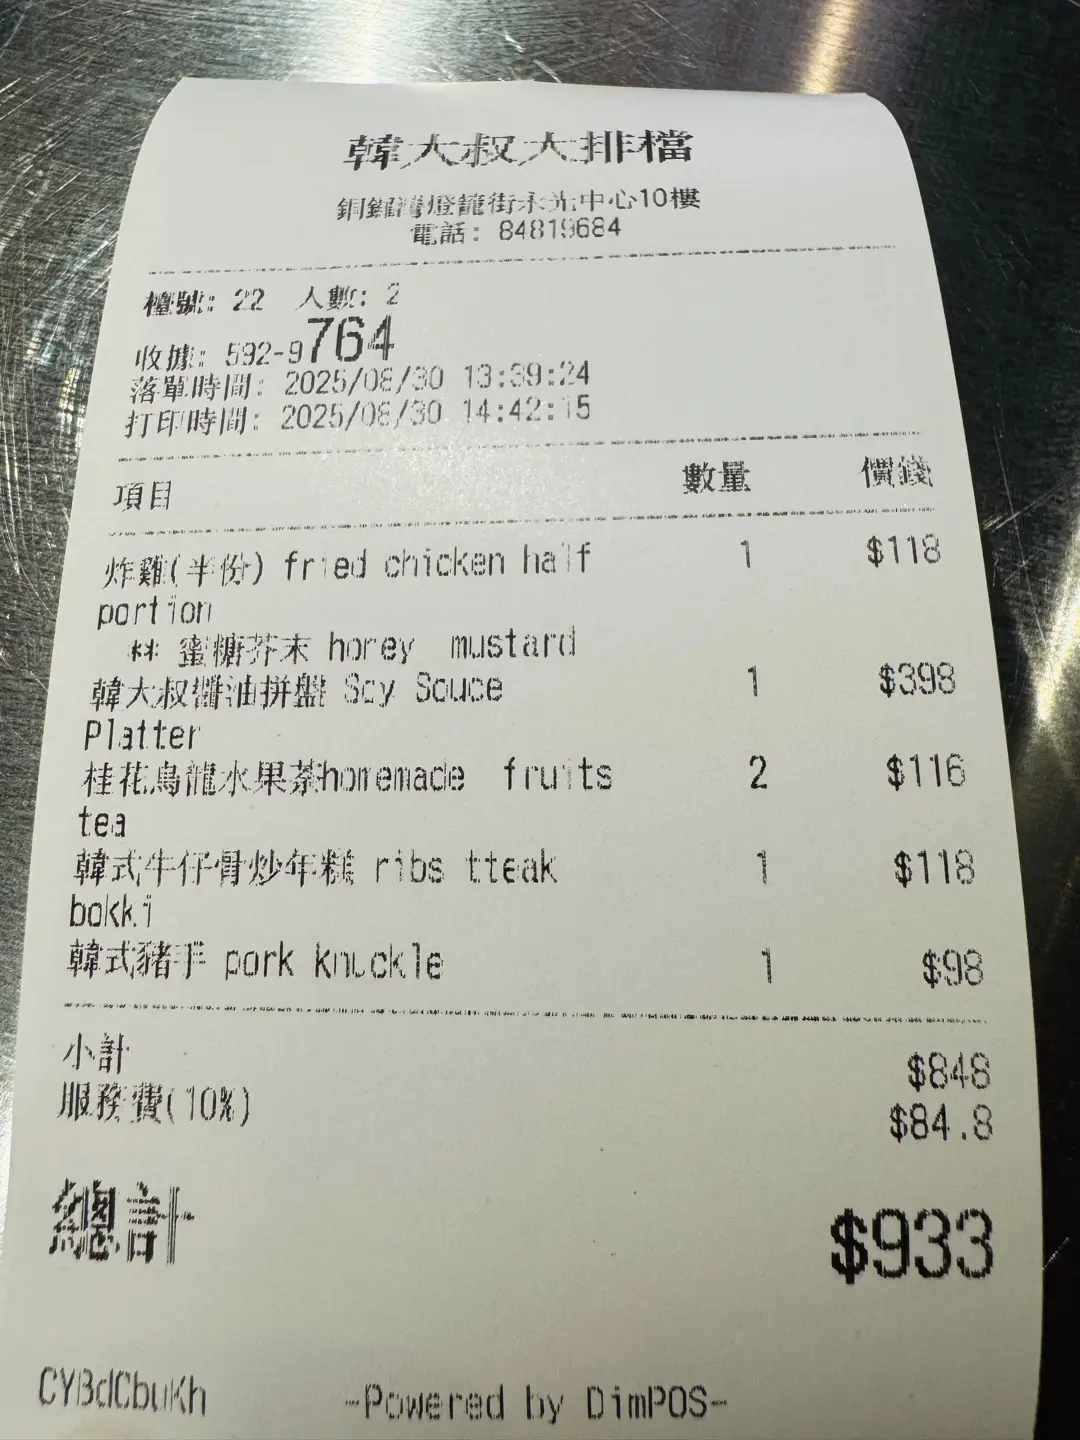 韓大叔大排檔
銅鑼灣燈籠街永光中心10樓
電話: 84819684
檯號: 22 人數: 2
收據: 592-9764
落單時間: 2025/08/30 13:39:24
打印時間: 2025/08/30 14:42:15
項目 數量 價錢
炸雞(半份) fried chicken half 1 $118
portion
** 蜜糖芥末 honey mustard
韓大叔醬油拼盤 Soy Souce 1 $398
Platter
桂花烏龍水果茶homemade fruits 2 $116
tea
韓式牛仔骨炒年糕 ribs tteak 1 $118
bokki
韓式豬手 pork knuckle 1 $98
小計 $848
服務費(10%) $84.8
總計 $933
CYBdCbuKh -Powered by DimPOS-